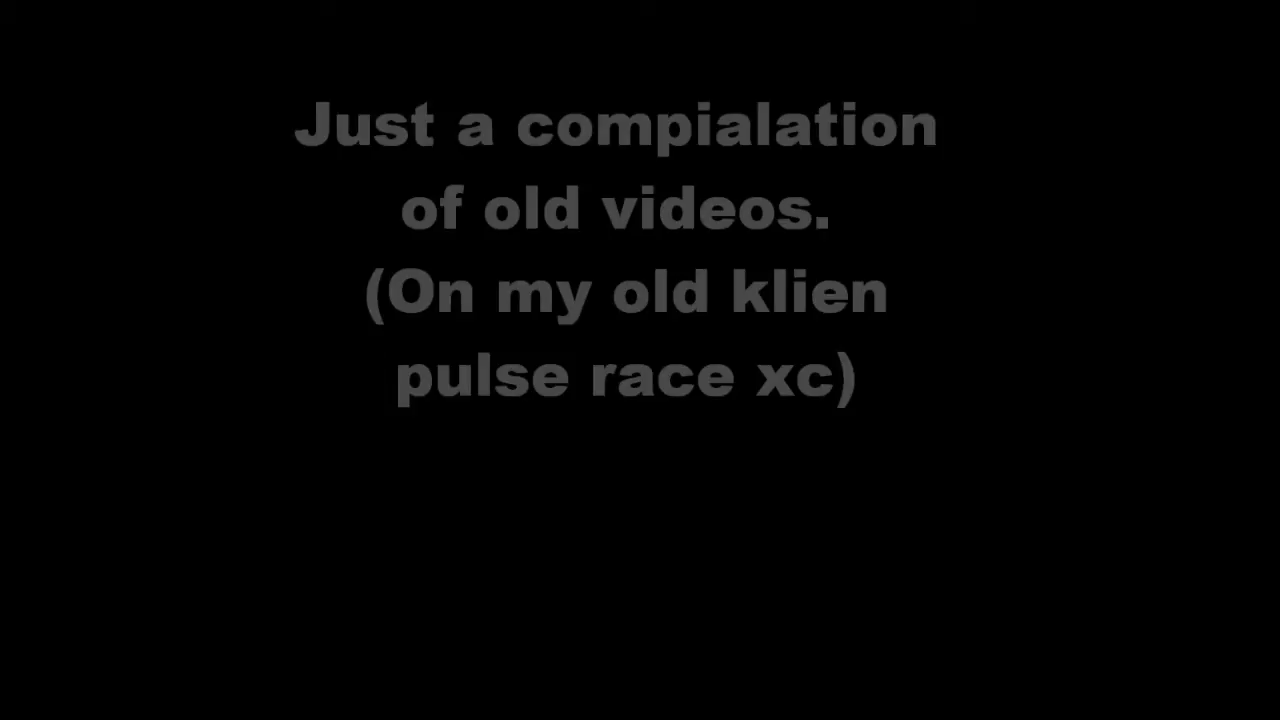 Just a compialation
of old videos.
(On my old klien
pulse race xc)